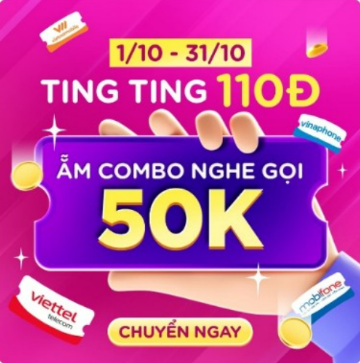 1/10 - 31/10
TING TING 110Đ
vinaphone
ẴM COMBO NGHE GỌI
50K
viettel
telecom
mobifone
CHUYỂN NGAY